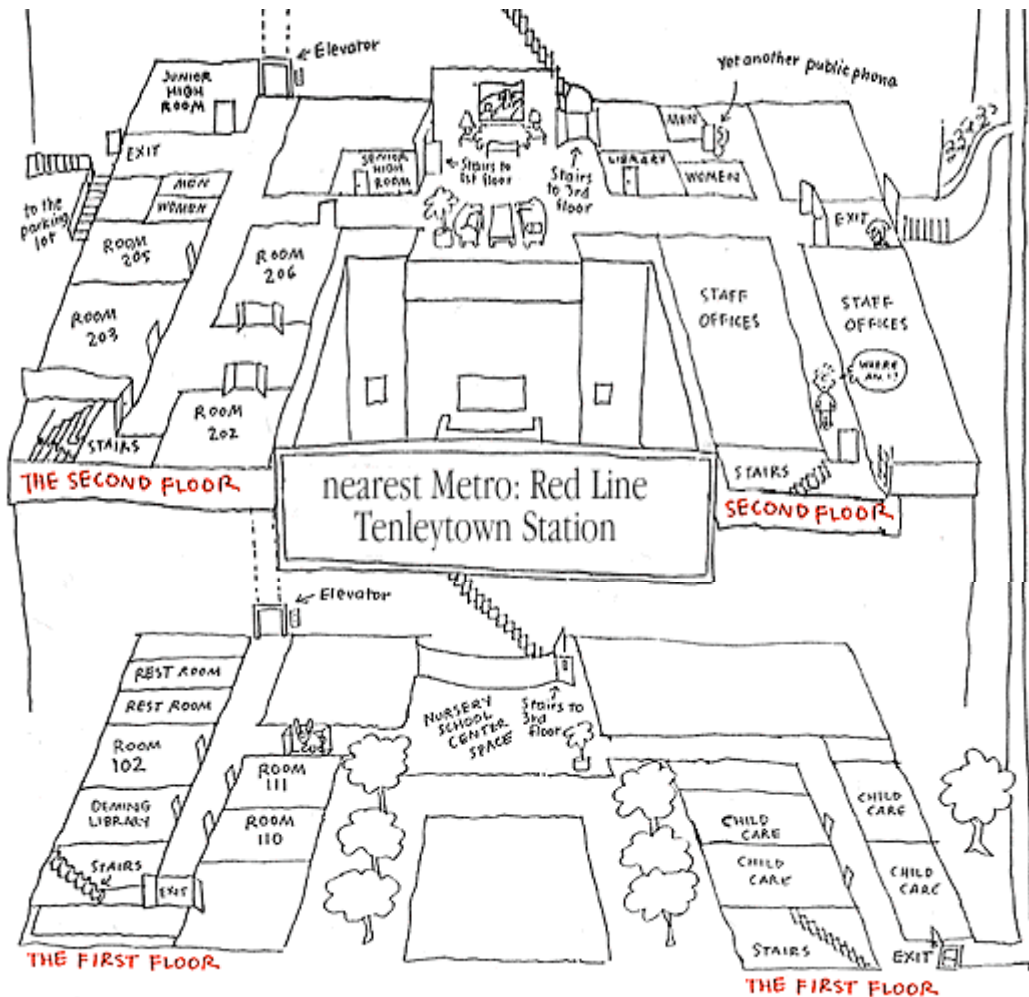 Elevator
JUNIOR
HIGH
ROOM
Yet another public phone
MEN
EXIT
JUNIOR
HIGH
ROOM
Stairs to
1st floor
Stairs
to 3rd
floor
LIBRARY
WOMEN
to the
parking
lot
MEN
WOMEN
EXIT
ROOM
205
ROOM
206
ROOM
203
STAFF
OFFICES
STAFF
OFFICES
WHERE
AM I?
ROOM
202
STAIRS
STAIRS
THE SECOND FLOOR
SECOND FLOOR
nearest Metro: Red Line
Tenleytown Station
Elevator
REST ROOM
REST ROOM
NURSERY
SCHOOL
CENTER
SPACE
Stairs to
3rd
floor
ROOM
102
ROOM
111
DEMING
LIBRARY
ROOM
110
CHILD
CARE
CHILD
CARE
STAIRS
EXIT
CHILD
CARE
CHILD
CARE
STAIRS
EXIT
THE FIRST FLOOR
THE FIRST FLOOR